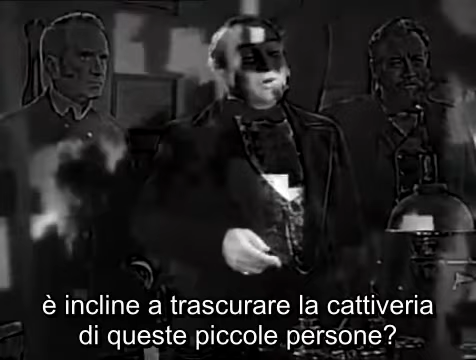 è incline a trascurare la cattiveria
di queste piccole persone?